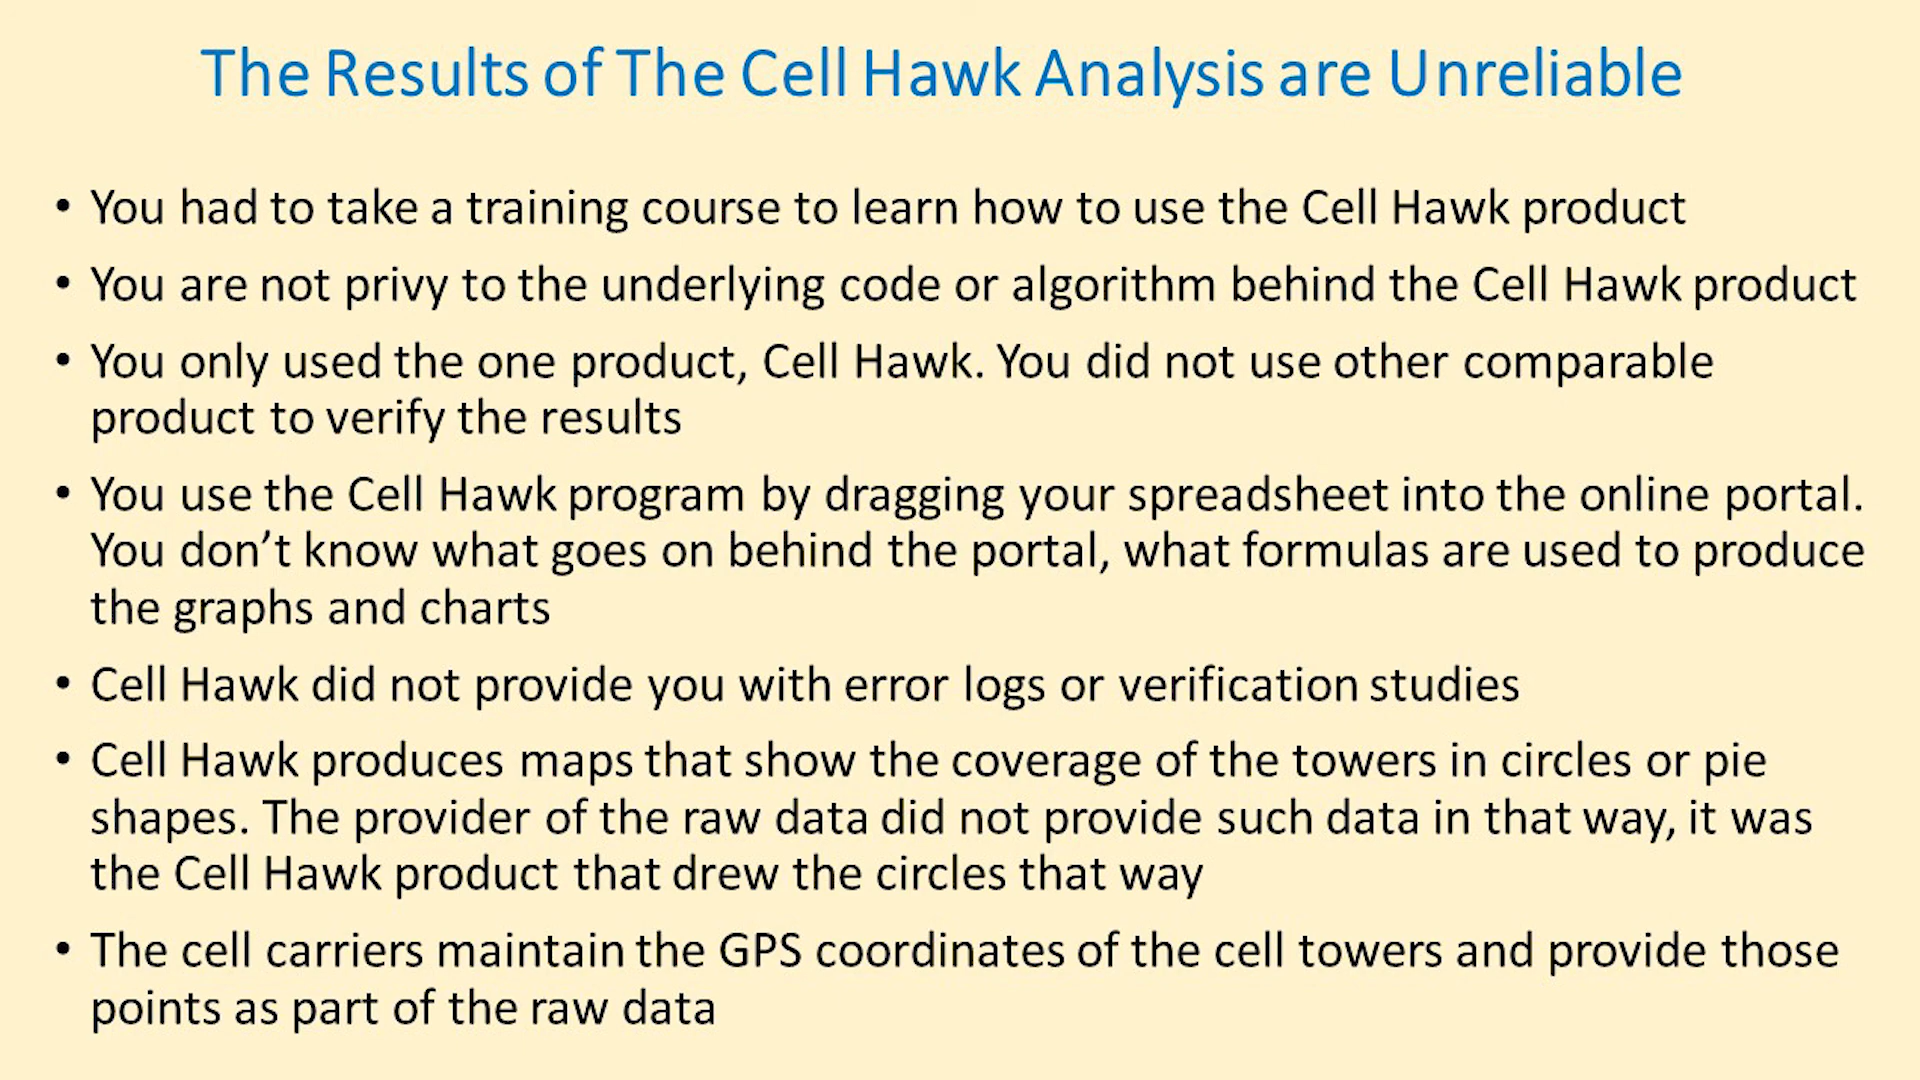 The Results of The Cell Hawk Analysis are Unreliable
• You had to take a training course to learn how to use the Cell Hawk product
• You are not privy to the underlying code or algorithm behind the Cell Hawk product
• You only used the one product, Cell Hawk. You did not use other comparable
product to verify the results
• You use the Cell Hawk program by dragging your spreadsheet into the online portal.
You don’t know what goes on behind the portal, what formulas are used to produce
the graphs and charts
• Cell Hawk did not provide you with error logs or verification studies
• Cell Hawk produces maps that show the coverage of the towers in circles or pie
shapes. The provider of the raw data did not provide such data in that way, it was
the Cell Hawk product that drew the circles that way
• The cell carriers maintain the GPS coordinates of the cell towers and provide those
points as part of the raw data